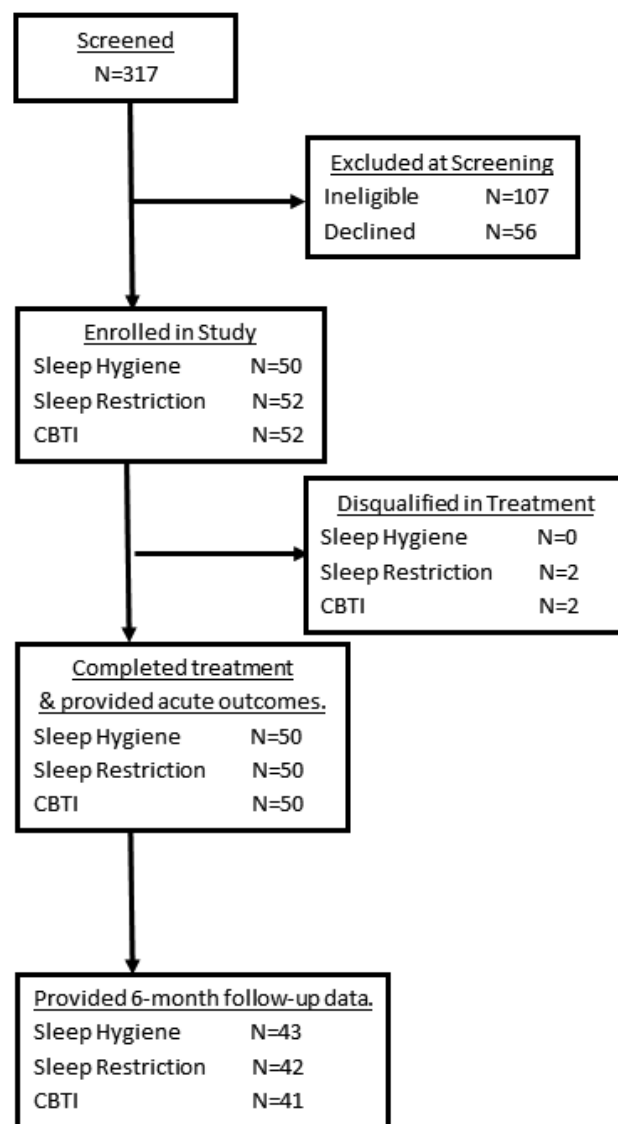 Screened
N=317
Excluded at Screening
Ineligible N=107
Declined N=56
Enrolled in Study
Sleep Hygiene N=50
Sleep Restriction N=52
CBTI N=52
Disqualified in Treatment
Sleep Hygiene N=0
Sleep Restriction N=2
CBTI N=2
Completed treatment
& provided acute outcomes.
Sleep Hygiene N=50
Sleep Restriction N=50
CBTI N=50
Provided 6-month follow-up data.
Sleep Hygiene N=43
Sleep Restriction N=42
CBTI N=41